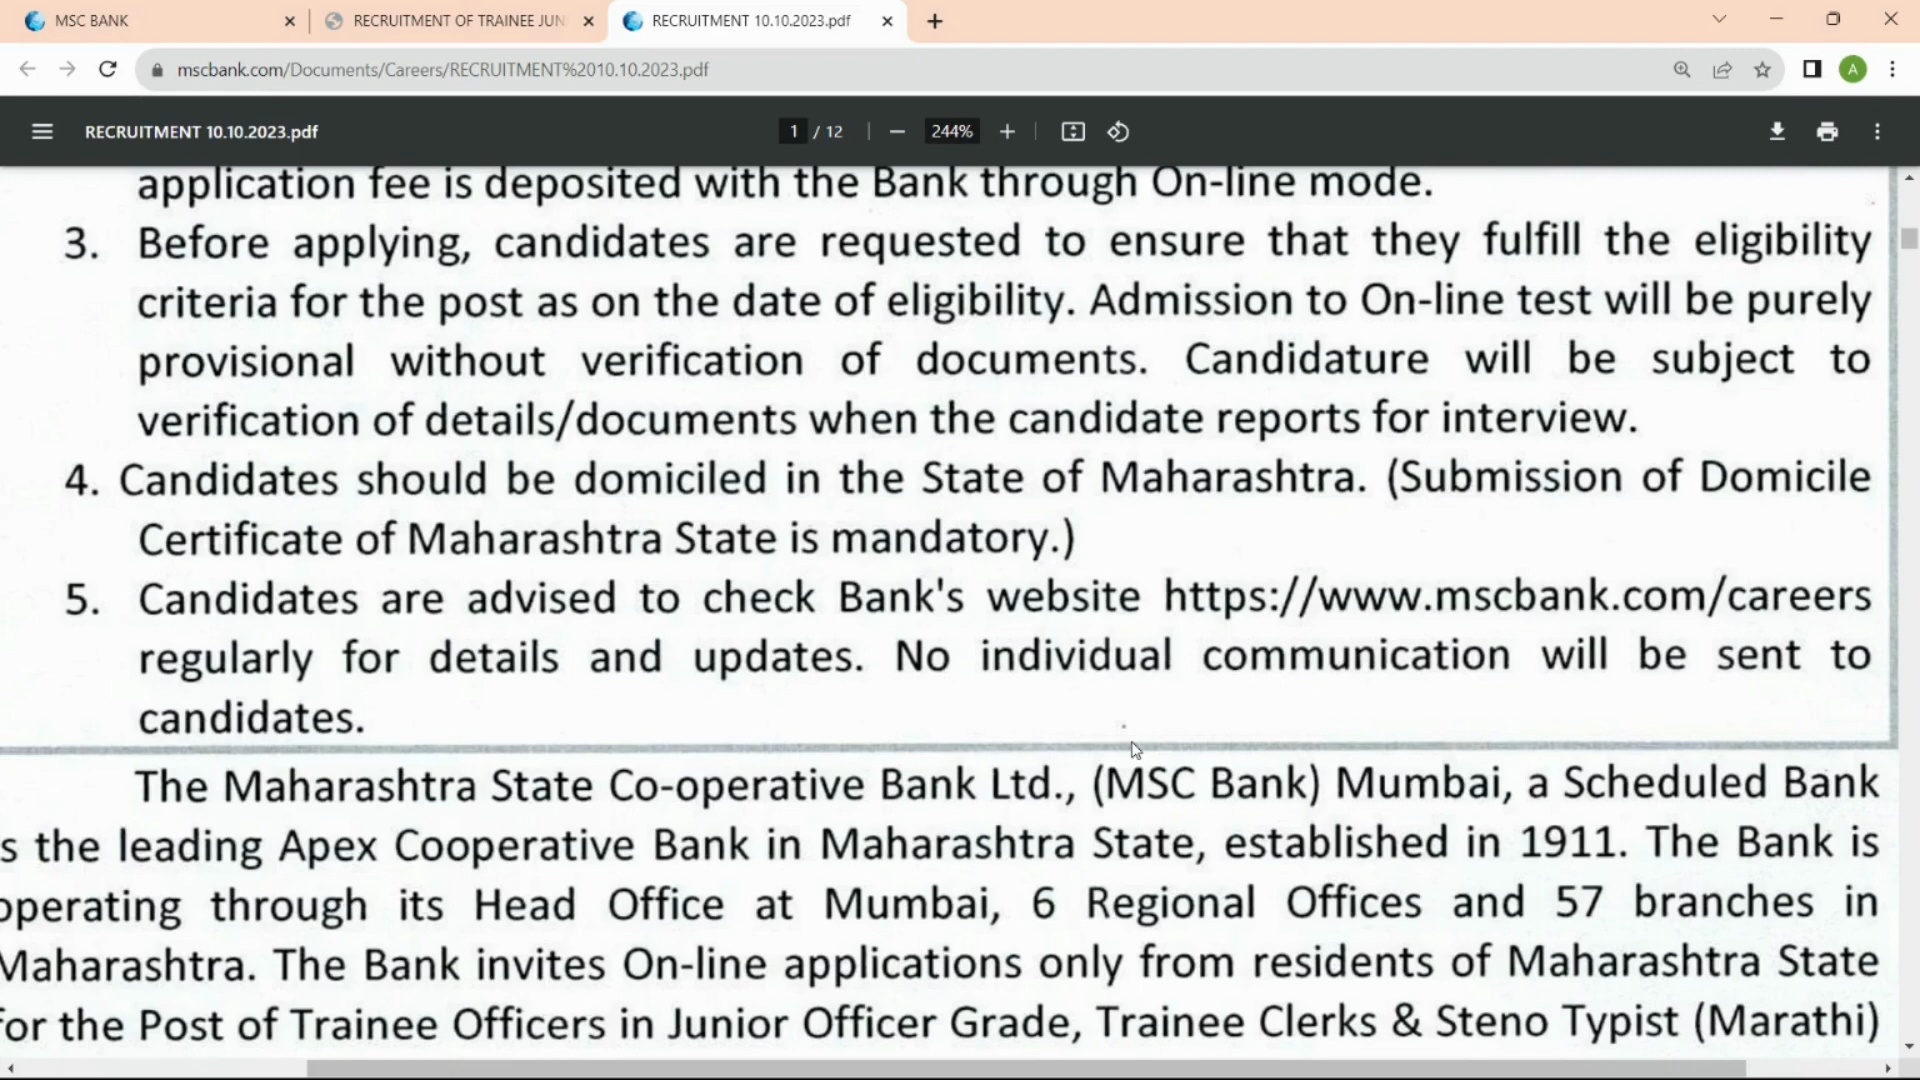 MSC BANK
RECRUITMENT OF TRAINEE JUN
RECRUITMENT 10.10.2023.pdf
mscbank.com/Documents/Careers/RECRUITMENT%2010.10.2023.pdf
A
RECRUITMENT 10.10.2023.pdf
1 / 12
244%
application fee is deposited with the Bank through On-line mode.
3. Before applying, candidates are requested to ensure that they fulfill the eligibility
criteria for the post as on the date of eligibility. Admission to On-line test will be purely
provisional without verification of documents. Candidature will be subject to
verification of details/documents when the candidate reports for interview.
4. Candidates should be domiciled in the State of Maharashtra. (Submission of Domicile
Certificate of Maharashtra State is mandatory.)
5. Candidates are advised to check Bank's website https://www.mscbank.com/careers
regularly for details and updates. No individual communication will be sent to
candidates.
The Maharashtra State Co-operative Bank Ltd., (MSC Bank) Mumbai, a Scheduled Bank
s the leading Apex Cooperative Bank in Maharashtra State, established in 1911. The Bank is
operating through its Head Office at Mumbai, 6 Regional Offices and 57 branches in
Maharashtra. The Bank invites On-line applications only from residents of Maharashtra State
for the Post of Trainee Officers in Junior Officer Grade, Trainee Clerks & Steno Typist (Marathi)